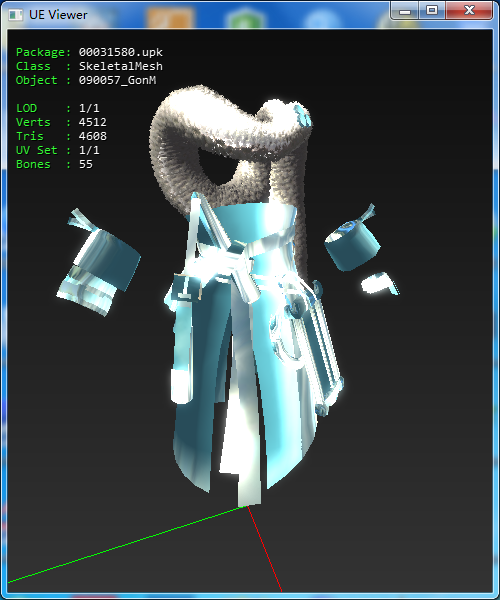 UE Viewer
Package: 00031580.upk
Class  : SkeletalMesh
Object : 090057_GonM
LOD    : 1/1
Verts  : 4512
Tris   : 4608
UV Set : 1/1
Bones  : 55